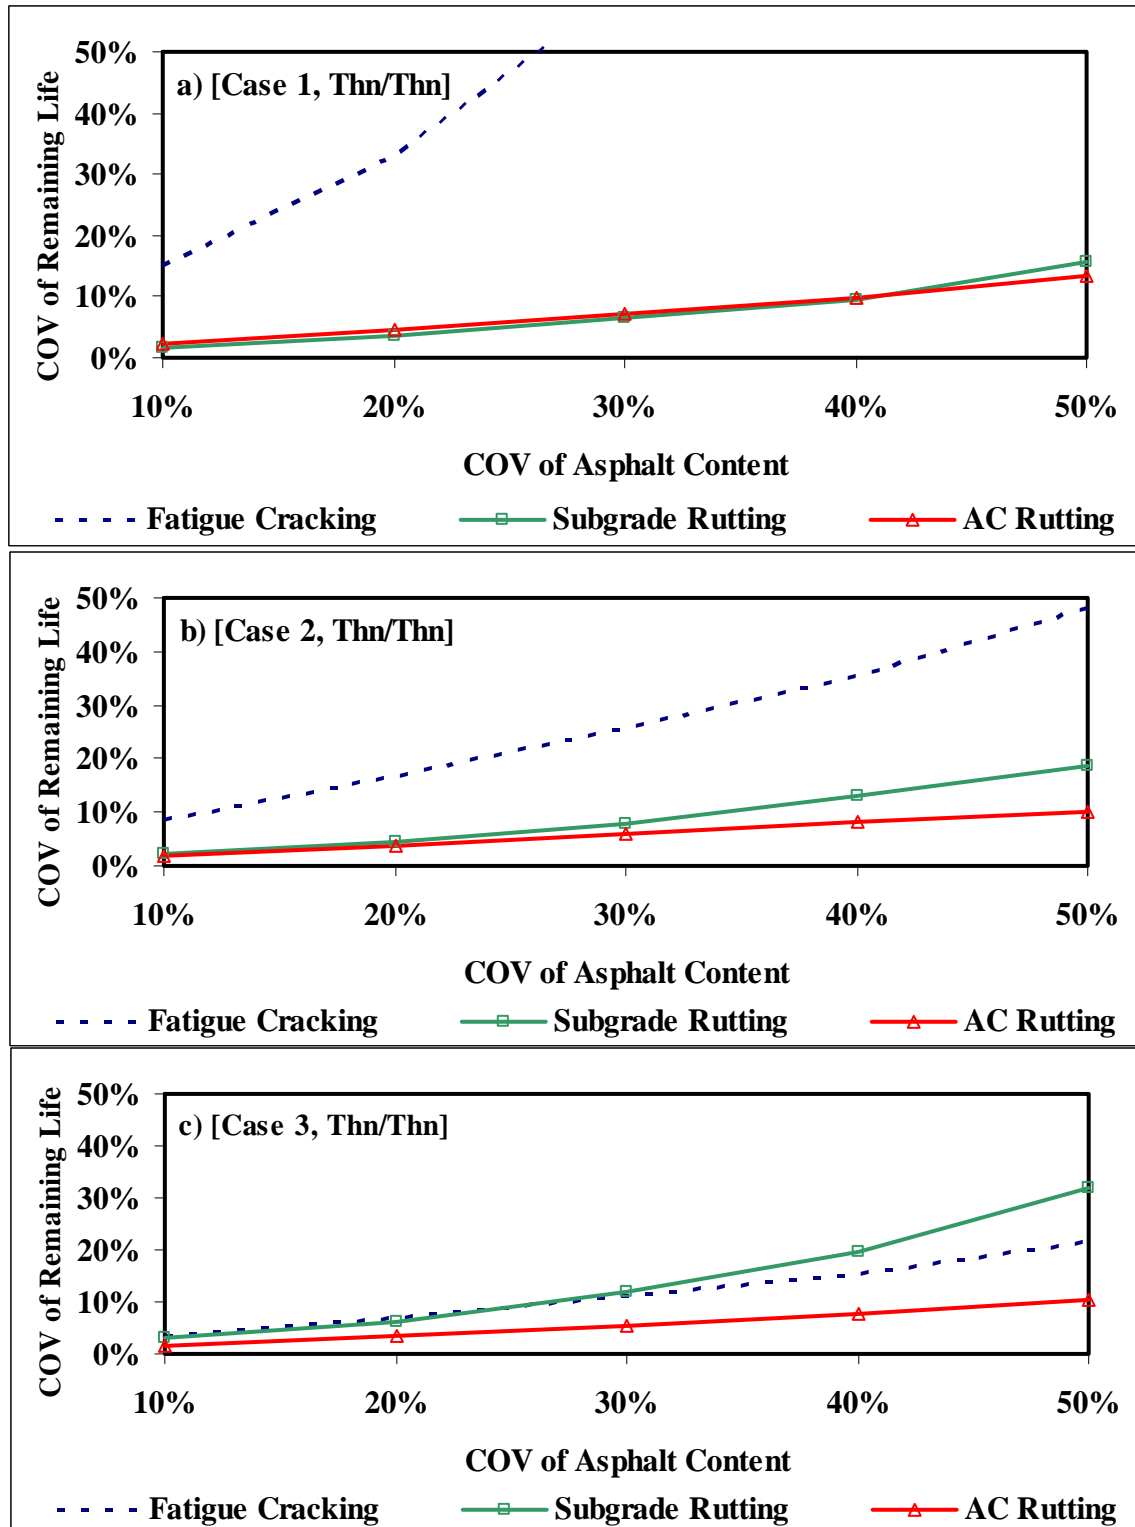 a) [Case 1, Thn/Thn]
COV of Remaining Life
50%
40%
30%
20%
10%
0%
10% 20% 30% 40% 50%
COV of Asphalt Content
Fatigue Cracking Subgrade Rutting AC Rutting
b) [Case 2, Thn/Thn]
COV of Remaining Life
50%
40%
30%
20%
10%
0%
10% 20% 30% 40% 50%
COV of Asphalt Content
Fatigue Cracking Subgrade Rutting AC Rutting
c) [Case 3, Thn/Thn]
COV of Remaining Life
50%
40%
30%
20%
10%
0%
10% 20% 30% 40% 50%
COV of Asphalt Content
Fatigue Cracking Subgrade Rutting AC Rutting